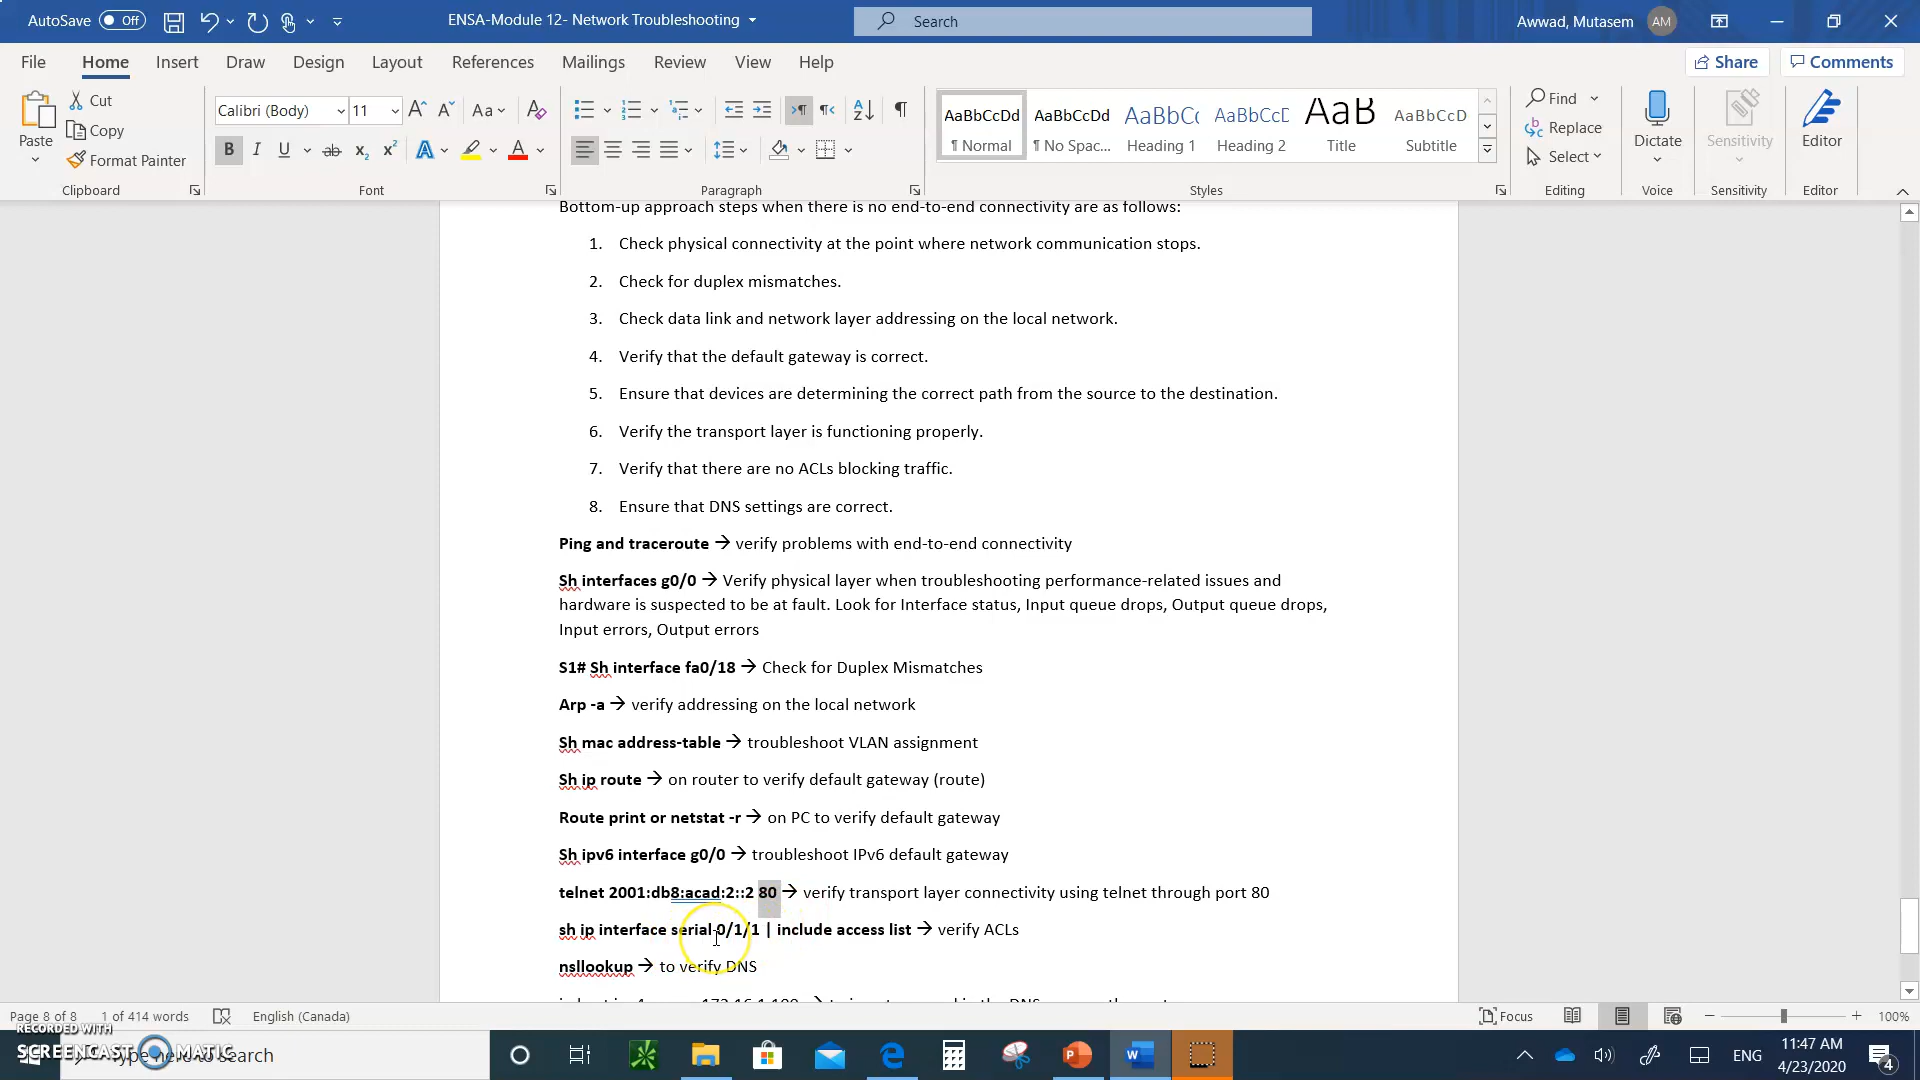 AutoSave Off
ENSA-Module 12- Network Troubleshooting
Search
Awwad, Mutasem AM
File Home Insert Draw Design Layout References Mailings Review View Help
Share Comments
Paste
Cut
Copy
Format Painter
Clipboard
Calibri (Body) 11
Font
Paragraph
AaBbCcDd AaBbCcDd AaBbCc AaBbCcD AaB AaBbCcD
¶ Normal ¶ No Spac... Heading 1 Heading 2 Title Subtitle
Styles
Find
Replace
Select
Editing
Dictate
Voice
Sensitivity
Sensitivity
Editor
Editor
Bottom-up approach steps when there is no end-to-end connectivity are as follows:
1. Check physical connectivity at the point where network communication stops.
2. Check for duplex mismatches.
3. Check data link and network layer addressing on the local network.
4. Verify that the default gateway is correct.
5. Ensure that devices are determining the correct path from the source to the destination.
6. Verify the transport layer is functioning properly.
7. Verify that there are no ACLs blocking traffic.
8. Ensure that DNS settings are correct.
Ping and traceroute → verify problems with end-to-end connectivity
Sh interfaces g0/0 → Verify physical layer when troubleshooting performance-related issues and
hardware is suspected to be at fault. Look for Interface status, Input queue drops, Output queue drops,
Input errors, Output errors
S1# Sh interface fa0/18 → Check for Duplex Mismatches
Arp -a → verify addressing on the local network
Sh mac address-table → troubleshoot VLAN assignment
Sh ip route → on router to verify default gateway (route)
Route print or netstat -r → on PC to verify default gateway
Sh ipv6 interface g0/0 → troubleshoot IPv6 default gateway
telnet 2001:db8:acad:2::2 80 → verify transport layer connectivity using telnet through port 80
sh ip interface serial 0/1/1 | include access list → verify ACLs
nsllookup → to verify DNS
Page 8 of 8 1 of 414 words English (Canada)
Focus 100%
RECORDED WITH
SCREENCAST MATIC
Type here to search
ENG
11:47 AM
4/23/2020
4